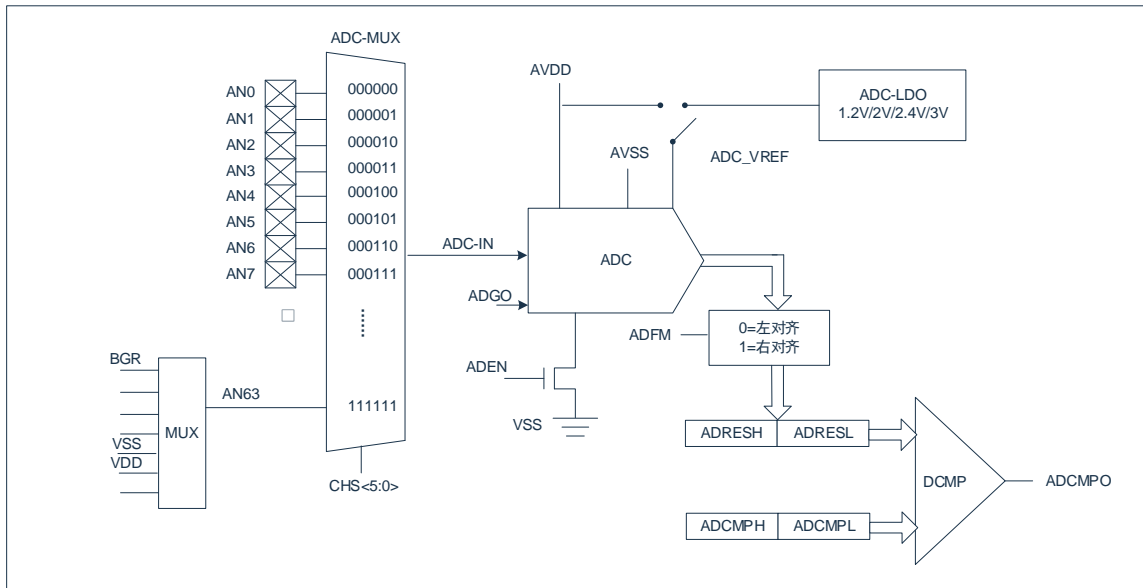 ADC-MUX
AN0
000000
AN1
000001
AN2
000010
AN3
000011
AN4
000100
AN5
000101
AN6
000110
AN7
000111
AVDD
ADC-LDO
1.2V/2V/2.4V/3V
AVSS
ADC_VREF
ADC-IN
ADC
ADGO
ADFM
0=左对齐
1=右对齐
ADEN
VSS
BGR
VSS
VDD
MUX
AN63
111111
CHS<5:0>
ADRESH
ADRESL
DCMP
ADCMPO
ADCMPH
ADCMPL